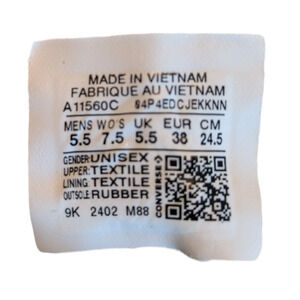 MADE IN VIETNAM
FABRIQUE AU VIETNAM
A11560C 04P4EDCJEKKNN
MENS WO'S UK EUR CM
5.5 7.5 5.5 38 24.5
GENDER: UNISEX
UPPER: TEXTILE
LINING: TEXTILE
OUTSOLE: RUBBER
CONVERSE
9K 2402 M88